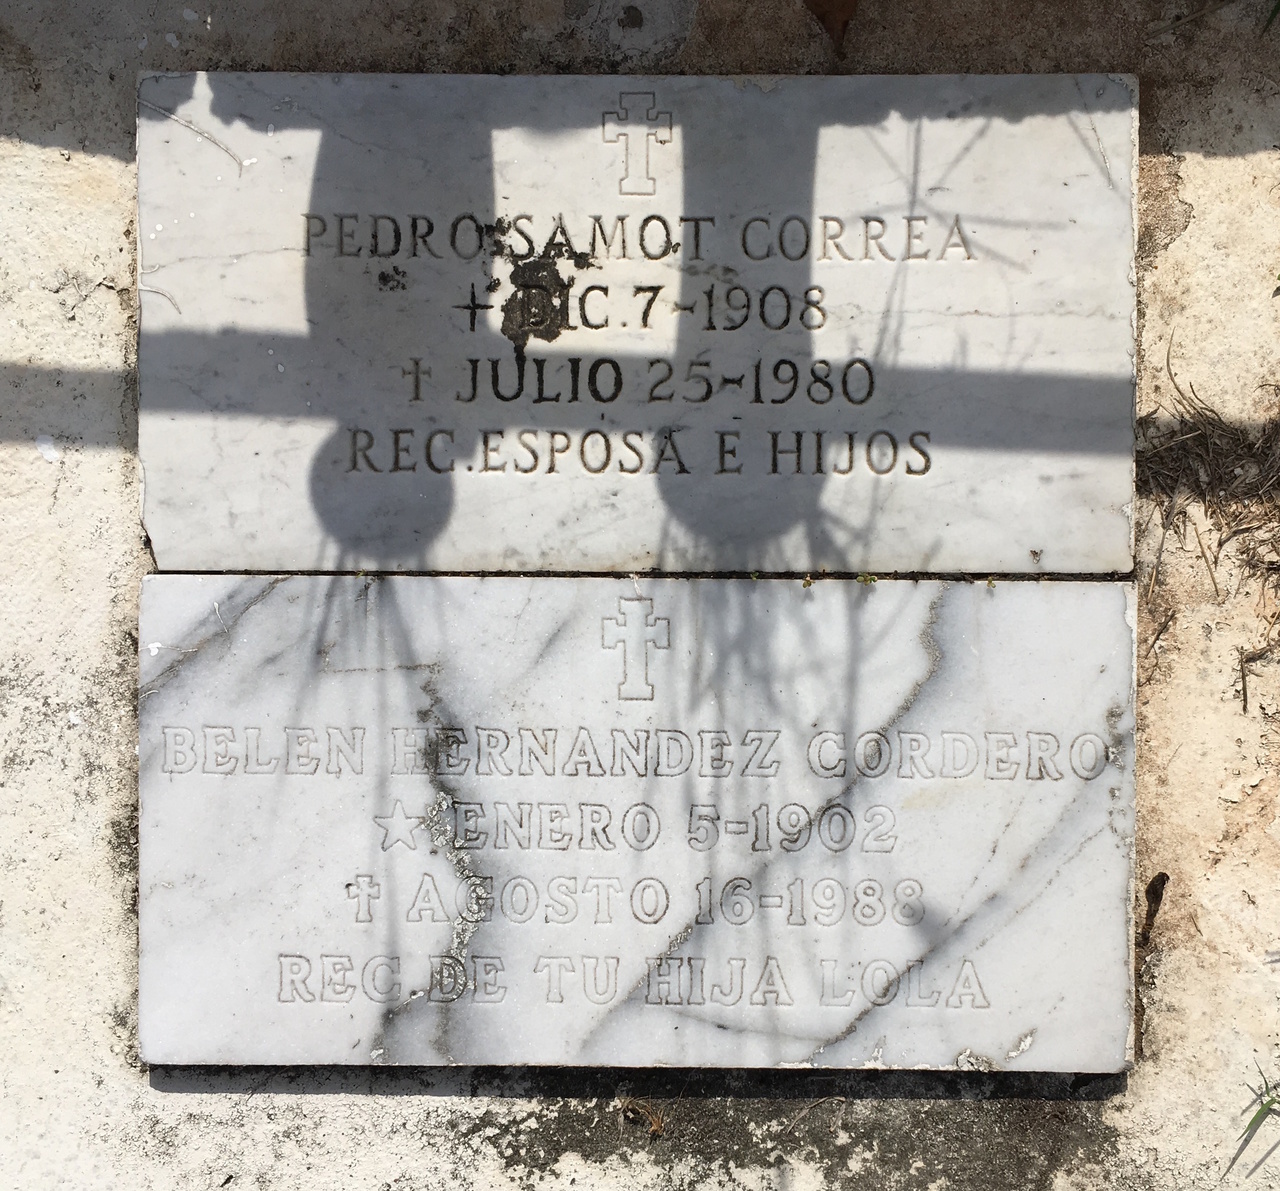 PEDRO SAMOT CORREA
+ DIC. 7-1908
† JULIO 25-1980
REC. ESPOSA E HIJOS
BELEN HERNANDEZ CORDERO
☆ ENERO 5-1902
✝ AGOSTO 16-1988
REC. DE TU HIJA LOLA